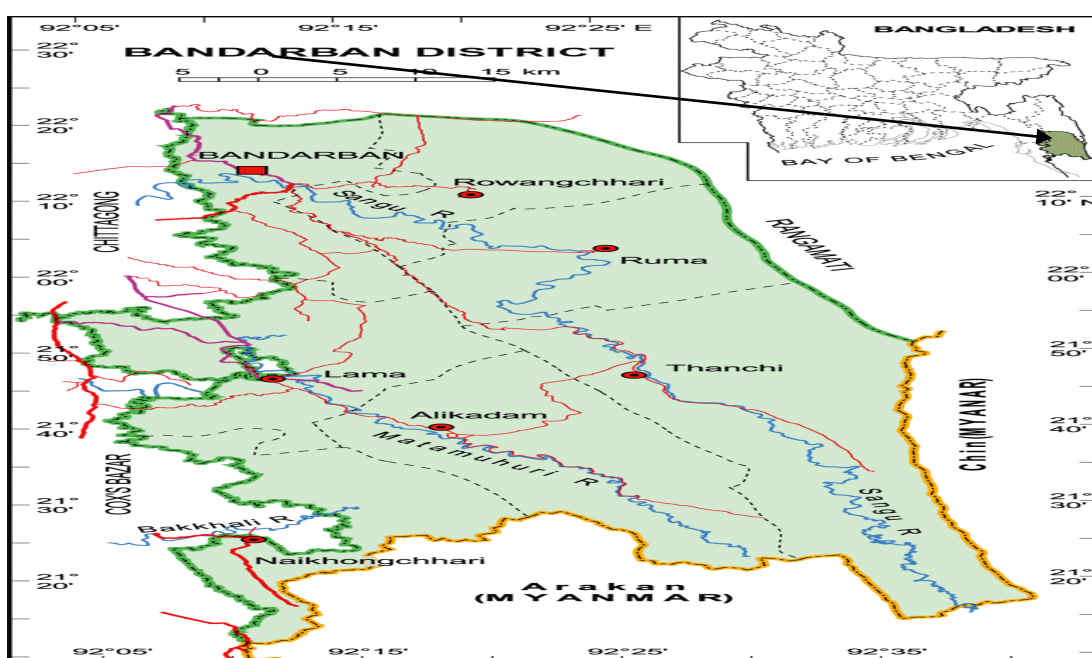 92°05' 92°15' 92°25' E
BANGLADESH
22° 30'
BANDARBAN DISTRICT
5 0 5 15 km
22° 20'
BAY OF BENGAL
BANDARBAN
Rowangchhari
22° 10'
22° 10' N
Sangu R
CHITTAGONG
RANGAMATI
Ruma
22° 00'
22° 00'
21° 50'
21° 50'
Lama
Thanchi
Alikadam
21° 40'
21° 40'
Matamuhuri R
Chin(MYANAR)
COX'S BAZAR
21° 30'
21° 30'
Sangu R
Bakkhali R
Naikhongchhari
21° 20'
21° 20'
Arakan
(MYANMAR)
92°05' 92°15' 92°25' 92°35'